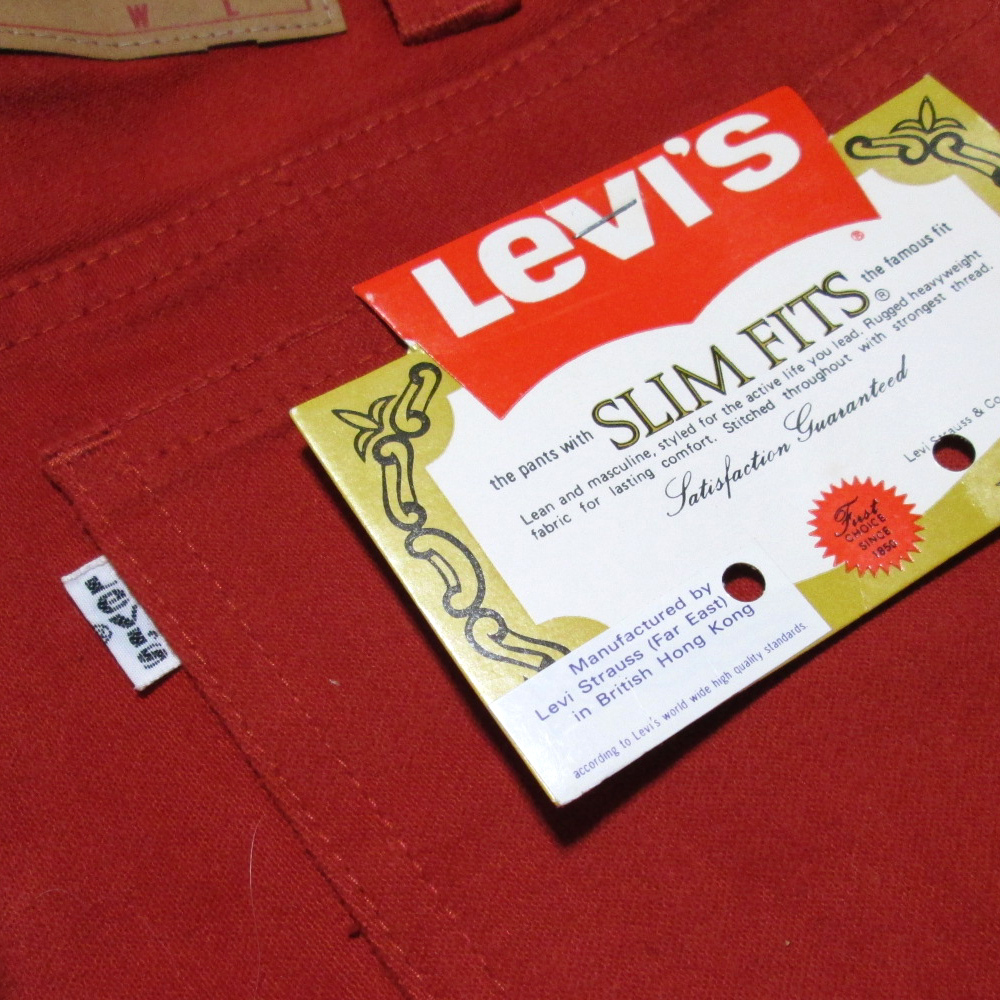 W L
LEVI'S
®
the pants with SLIM FITS® the famous fit
Lean and masculine, styled for the active life you lead. Rugged heavyweight
fabric for lasting comfort. Stitched throughout with strongest thread.
Satisfaction Guaranteed
Levi Strauss & Co
First
CHOICE
SINCE
1850
Manufactured by
Levi Strauss (Far East)
in British Hong Kong
according to Levi's world wide high quality standards.
Levi's
®